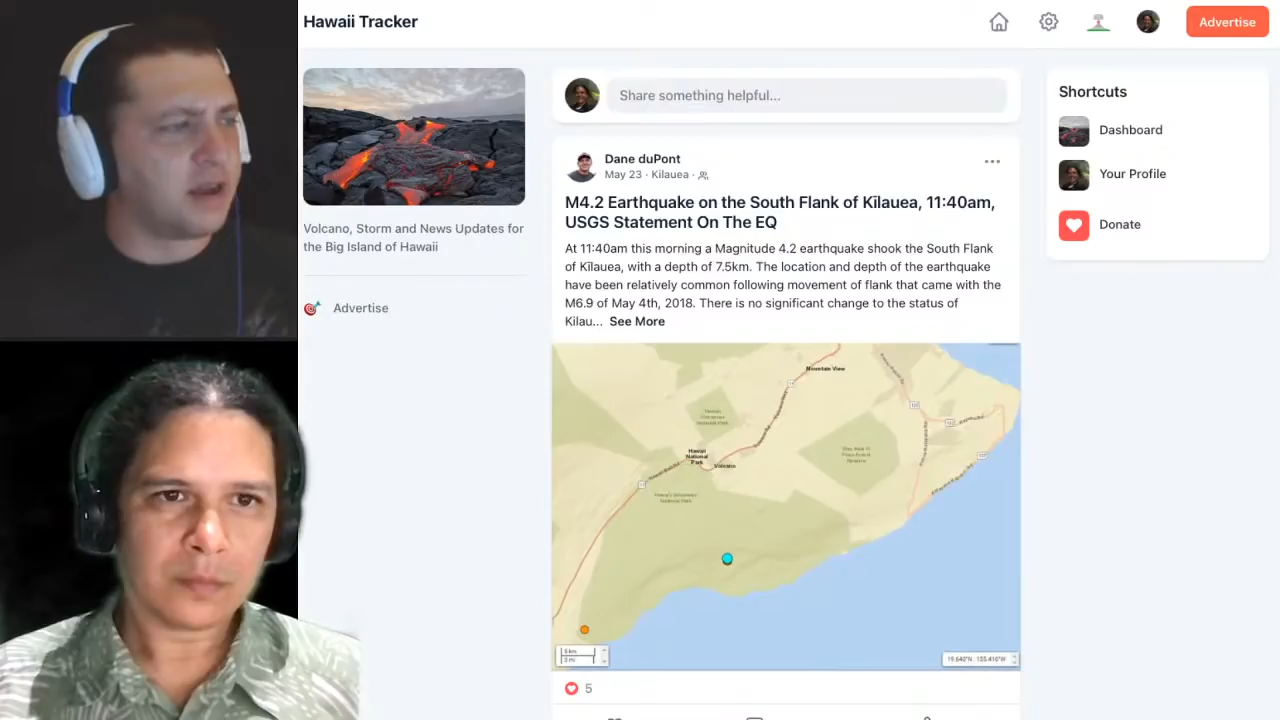 Hawaii Tracker
Advertise
Volcano, Storm and News Updates for
the Big Island of Hawaii
Advertise
Share something helpful...
Dane duPont
May 23 · Kilauea ·
M4.2 Earthquake on the South Flank of Kīlauea, 11:40am,
USGS Statement On The EQ
At 11:40am this morning a Magnitude 4.2 earthquake shook the South Flank
of Kīlauea, with a depth of 7.5km. The location and depth of the earthquake
have been relatively common following movement of flank that came with the
M6.9 of May 4th, 2018. There is no significant change to the status of
Kilau... See More
Mountain View
Hawaii
National
Park
Volcano
5 km
3 mi
5
Shortcuts
Dashboard
Your Profile
Donate